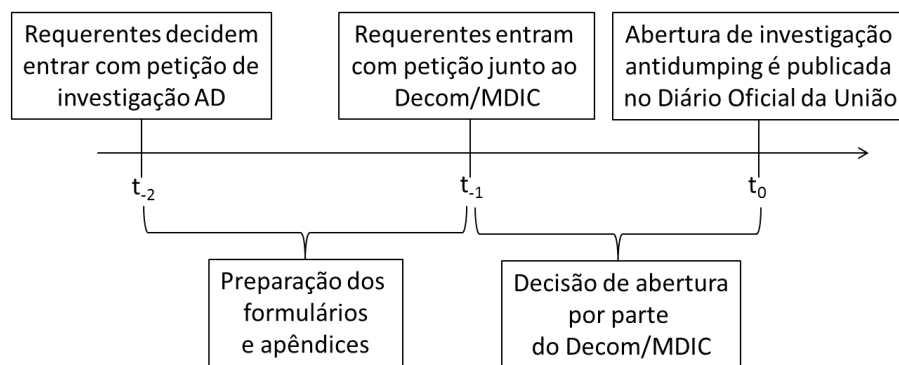 Requerentes decidem
entrar com petição de
investigação AD
Requerentes entram
com petição junto ao
Decom/MDIC
Abertura de investigação
antidumping é publicada
no Diário Oficial da União
t-2
t-1
t0
Preparação dos
formulários
e apêndices
Decisão de abertura
por parte
do Decom/MDIC